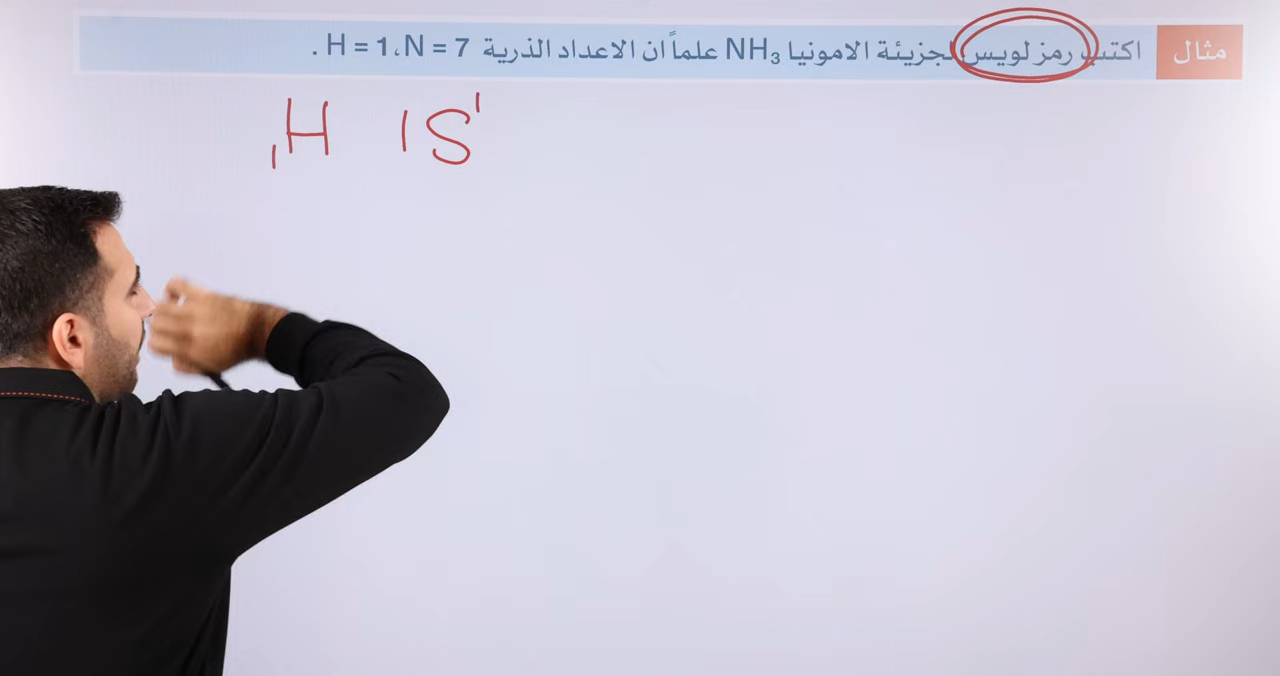 مثال
اكتب رمز لويس لجزيئة الامونيا NH₃ علماً ان الاعداد الذرية H = 1، N = 7 .
₁H 1S¹